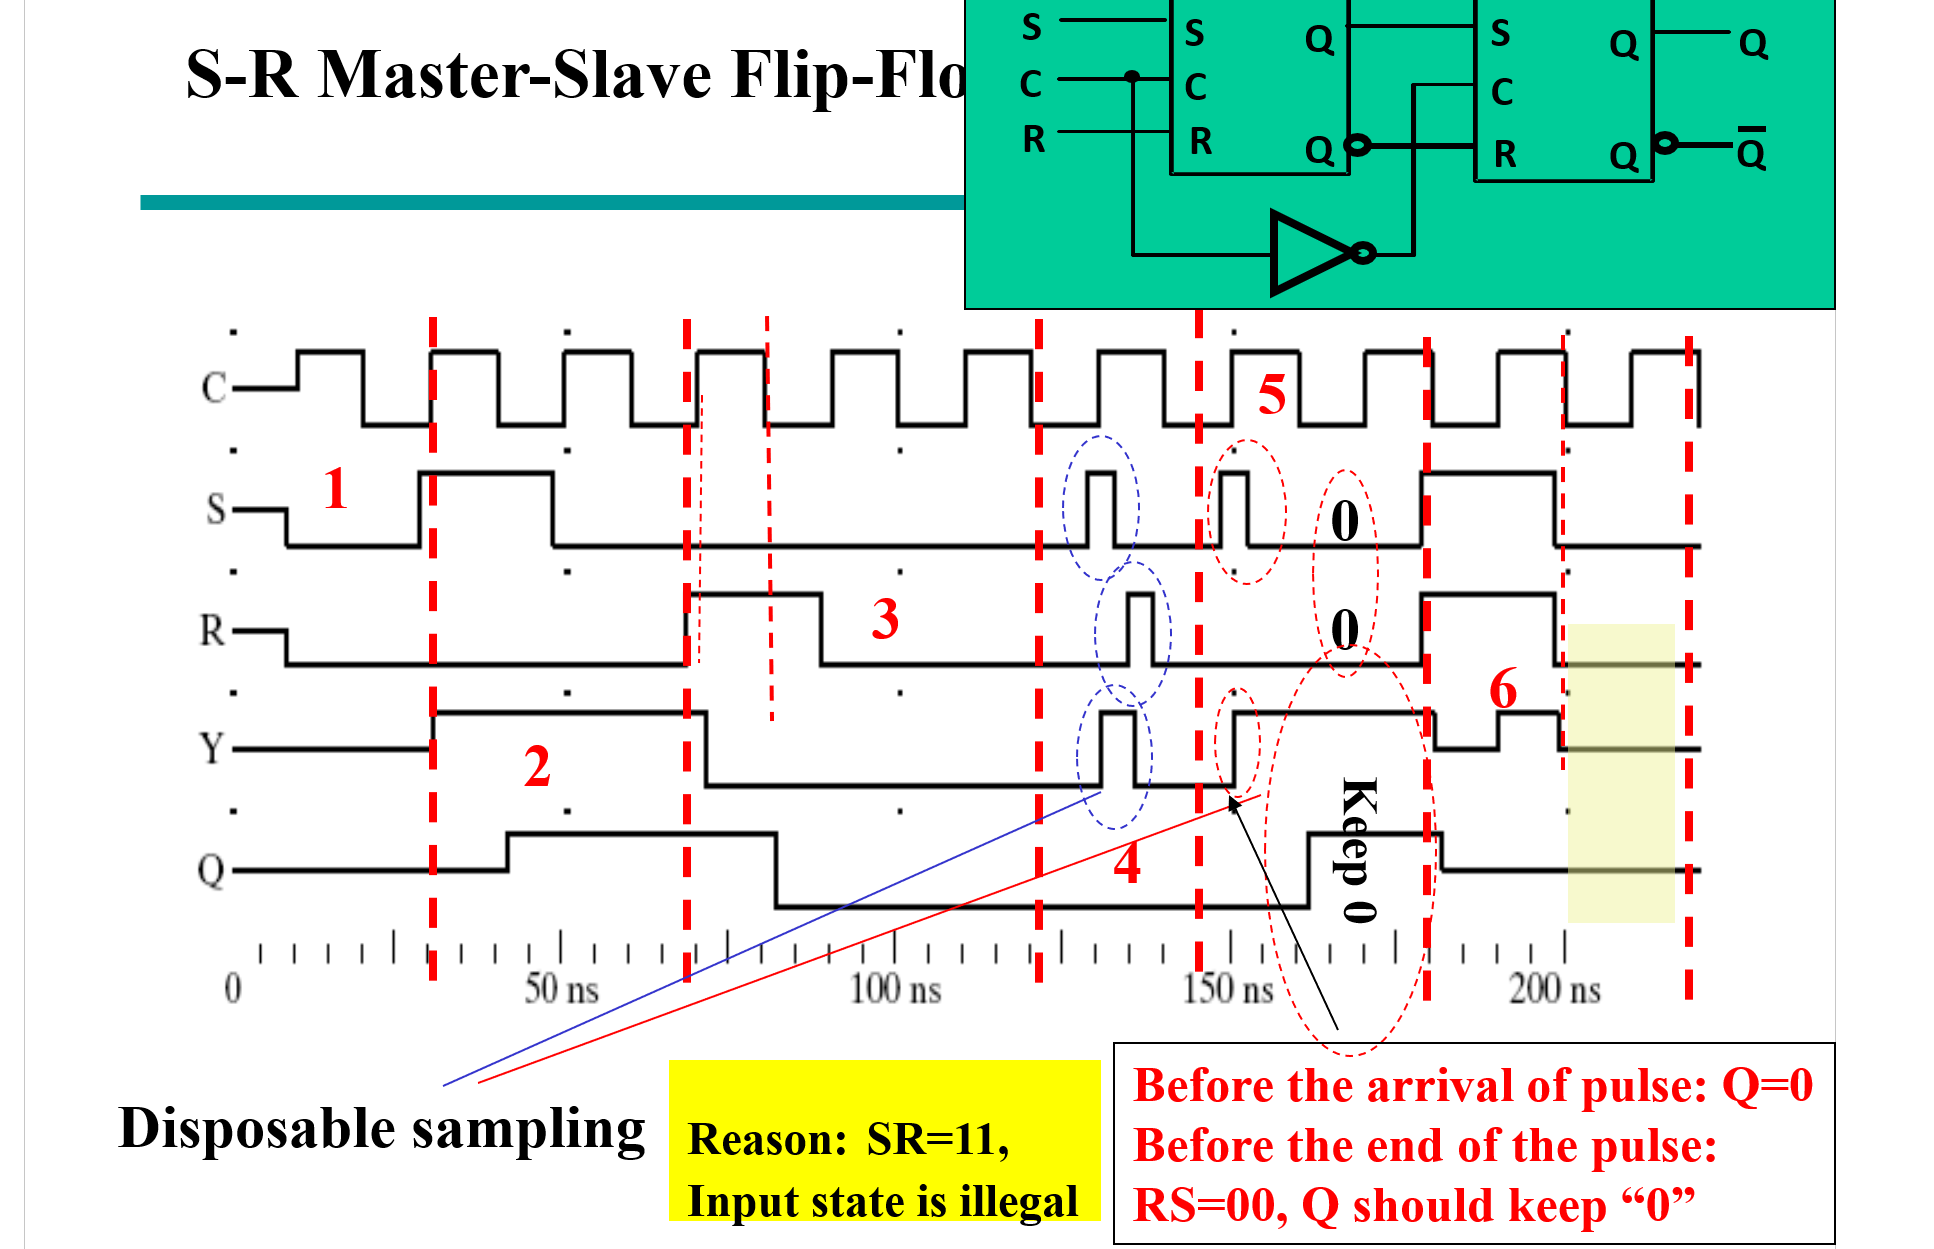 S-R Master-Slave Flip-Flo
S S Q S Q Q
C C C
R R Q R Q Q
C
5
1
S
0
R
3
0
6
Y
2
Keep 0
Q
4
0 50 ns 100 ns 150 ns 200 ns
Disposable sampling
Reason: SR=11,
Input state is illegal
Before the arrival of pulse: Q=0
Before the end of the pulse:
RS=00, Q should keep “0”